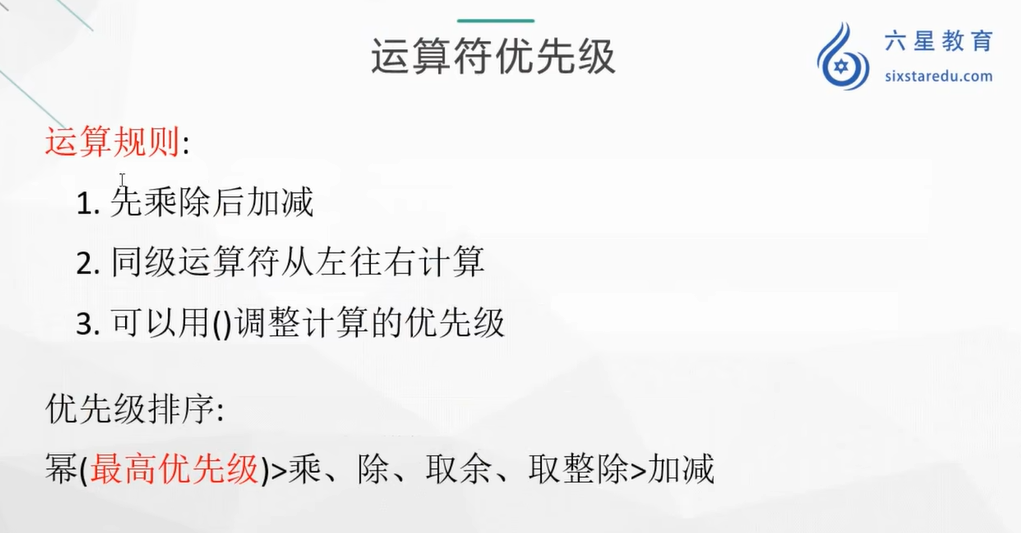 运算符优先级
六星教育
sixstaredu.com
运算规则:
1. 先乘除后加减
2. 同级运算符从左往右计算
3. 可以用()调整计算的优先级
优先级排序:
幂(最高优先级)>乘、除、取余、取整除>加减